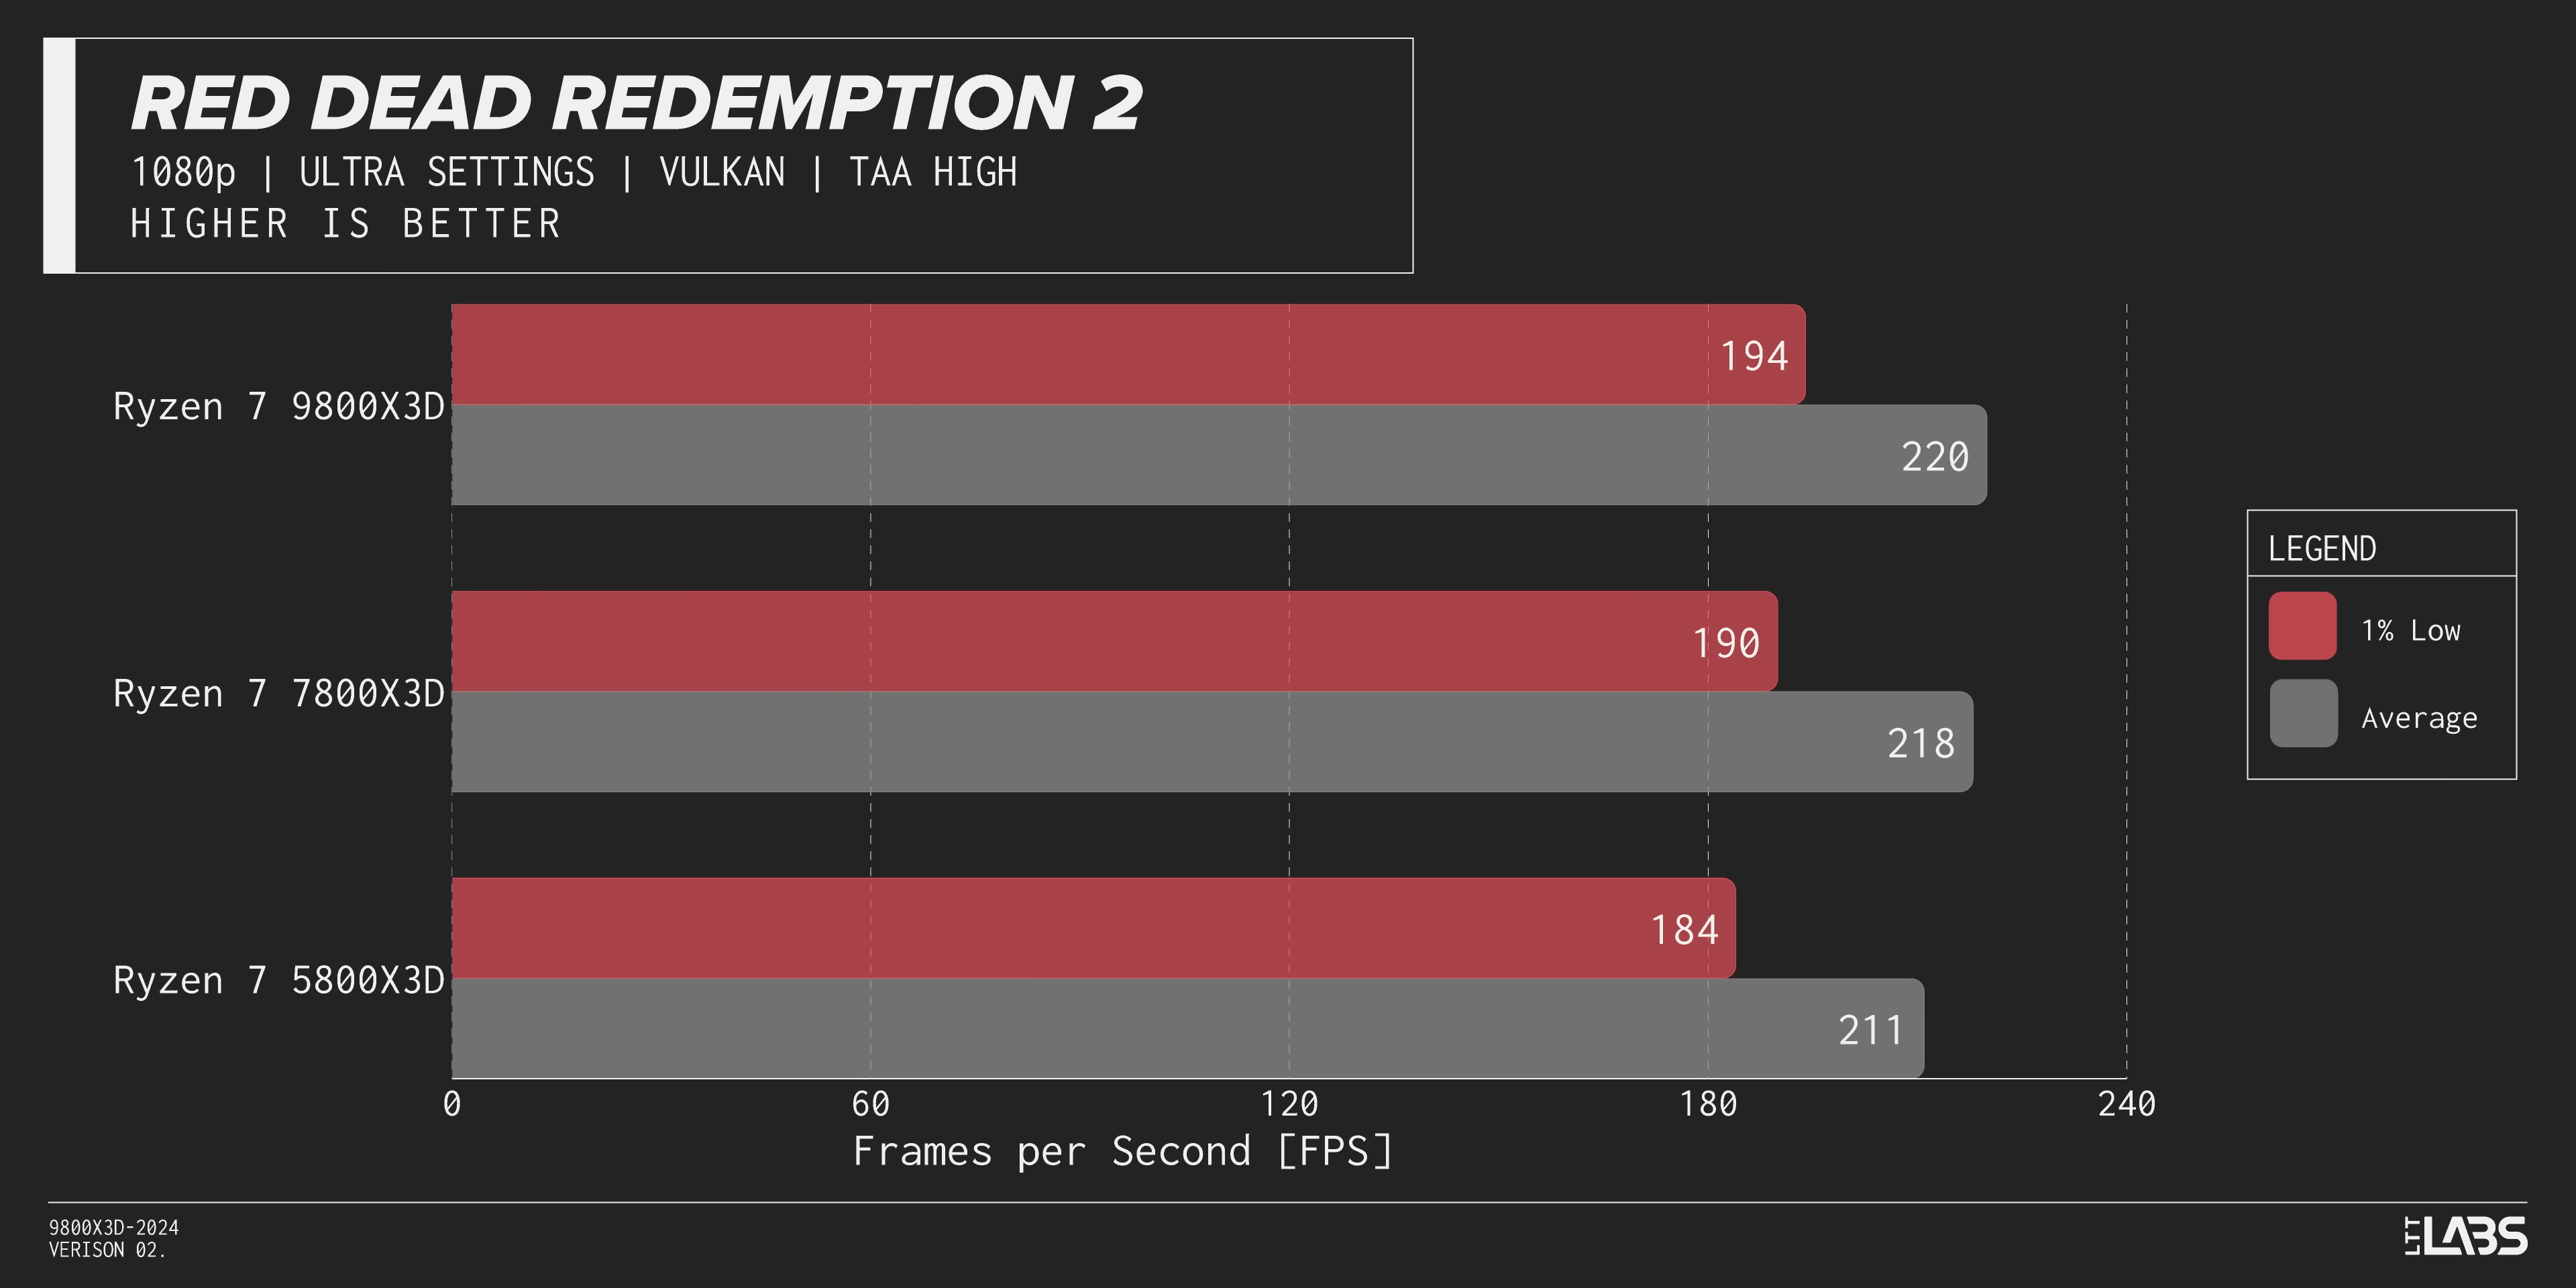 RED DEAD REDEMPTION 2
1080p | ULTRA SETTINGS | VULKAN | TAA HIGH
HIGHER IS BETTER
Ryzen 7 9800X3D
194
220
Ryzen 7 7800X3D
190
218
Ryzen 7 5800X3D
184
211
0 60 120 180 240
Frames per Second [FPS]
LEGEND
1% Low
Average
9800X3D-2024
VERISON 02.
LTT LABS